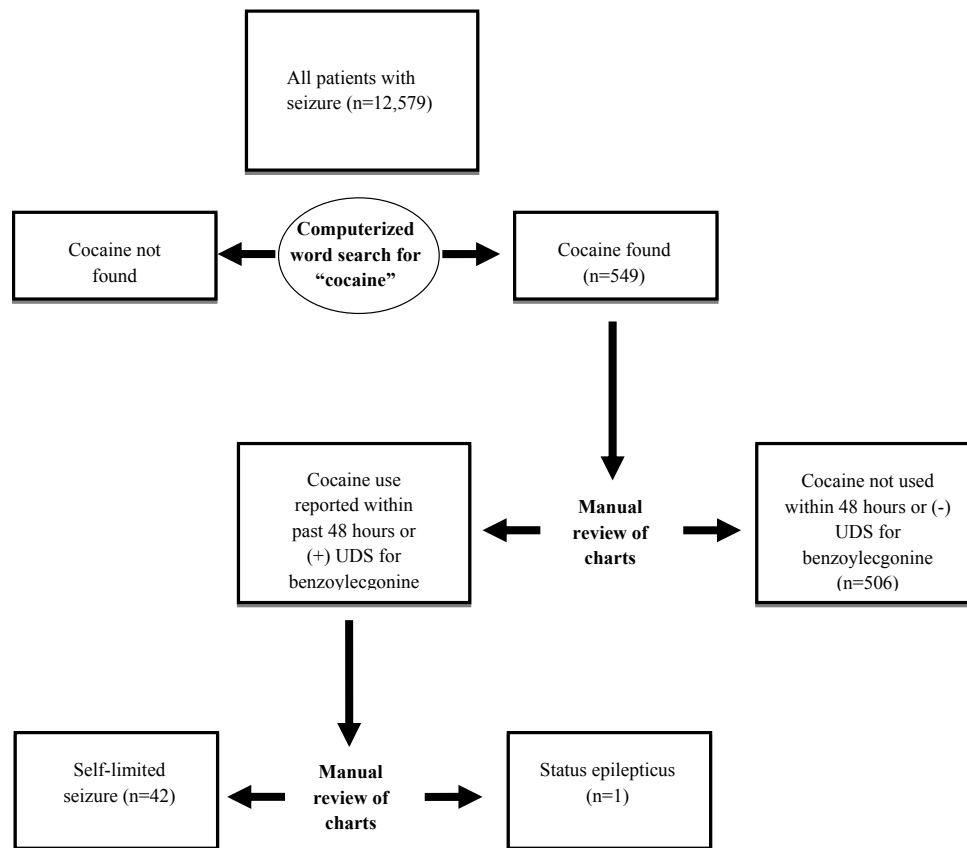 All patients with
seizure (n=12,579)
Computerized
word search for
“cocaine”
Cocaine not
found
Cocaine found
(n=549)
Cocaine use
reported within
past 48 hours or
(+) UDS for
benzoylecgonine
Manual
review of
charts
Cocaine not used
within 48 hours or (-)
UDS for
benzoylecgonine
(n=506)
Self-limited
seizure (n=42)
Manual
review of
charts
Status epilepticus
(n=1)